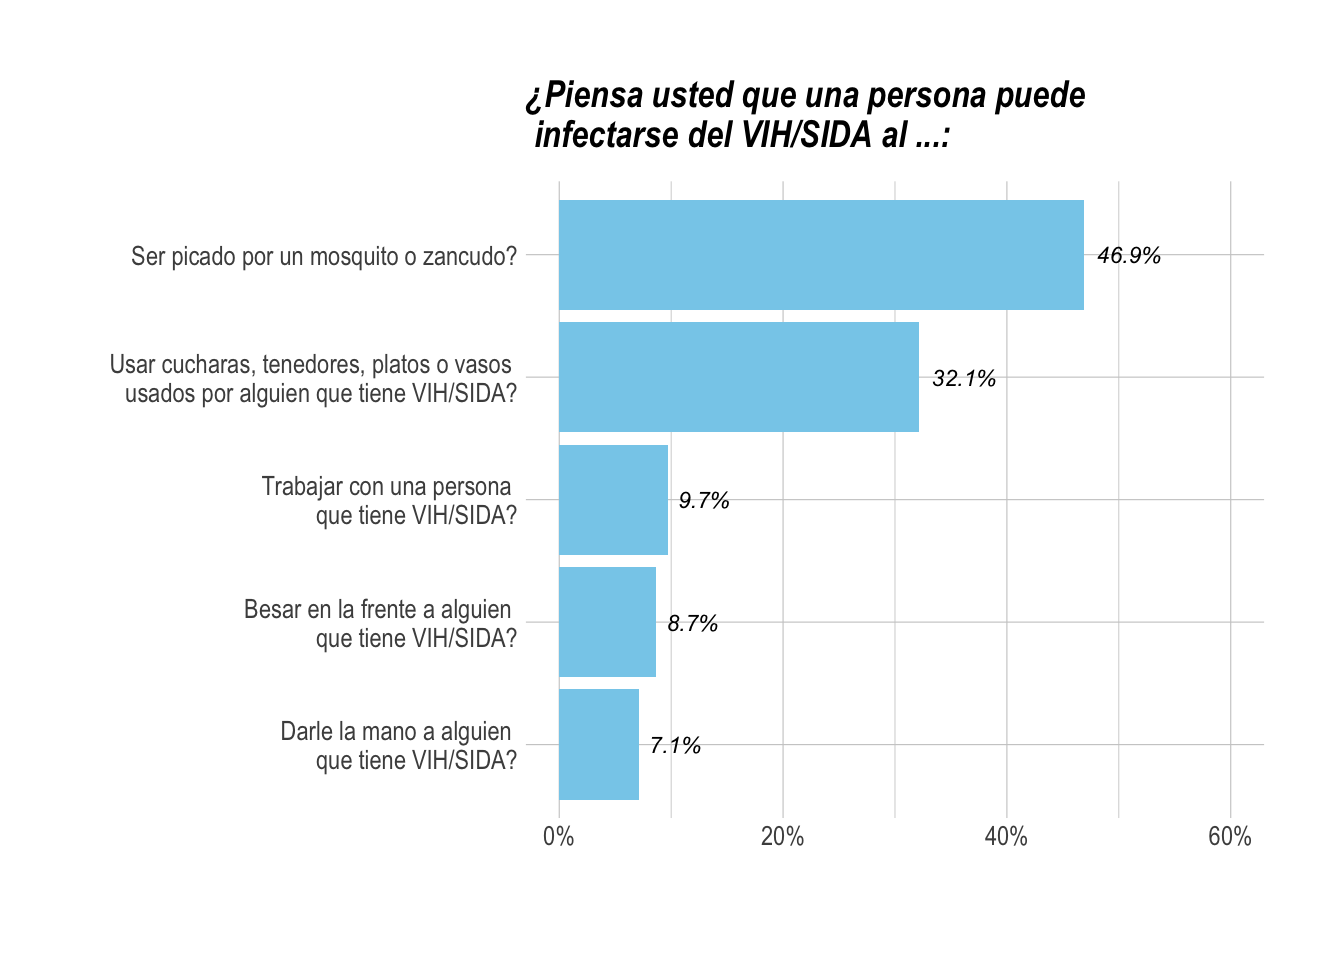 ¿Piensa usted que una persona puede
infectarse del VIH/SIDA al ...:
Ser picado por un mosquito o zancudo?
46.9%
Usar cucharas, tenedores, platos o vasos
usados por alguien que tiene VIH/SIDA?
32.1%
Trabajar con una persona
que tiene VIH/SIDA?
9.7%
Besar en la frente a alguien
que tiene VIH/SIDA?
8.7%
Darle la mano a alguien
que tiene VIH/SIDA?
7.1%
0% 20% 40% 60%